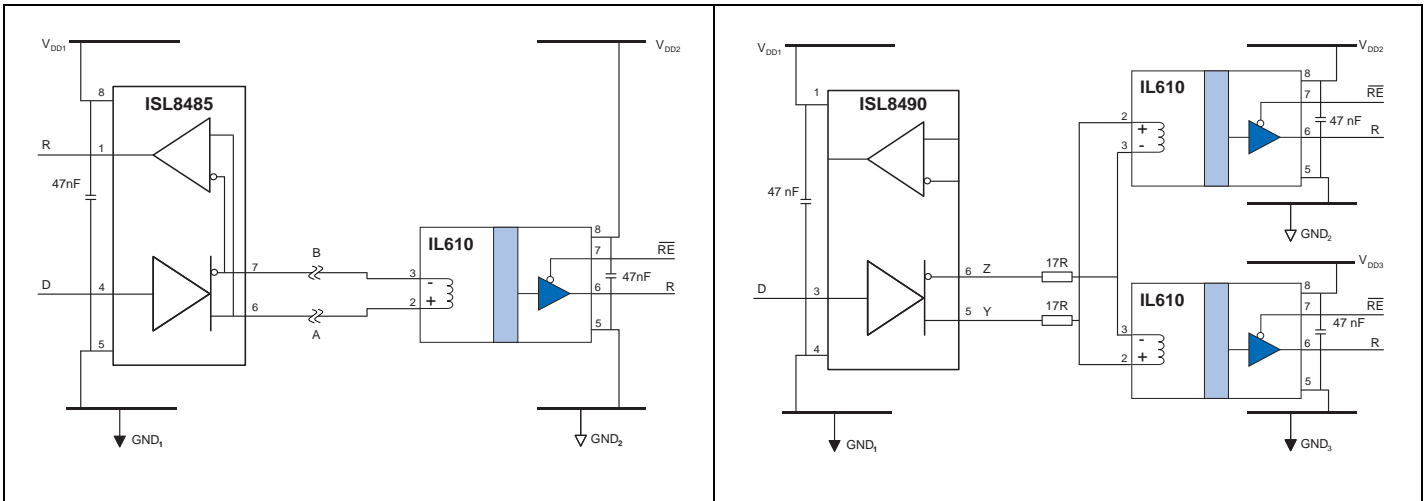 VDD1
VDD2
8
ISL8485
R
1
47nF
B
IL610
8
7
RE
D
4
7
3
-
47nF
6
R
6
2
+
A
5
5
GND1
GND2
VDD1
VDD2
1
ISL8490
IL610
8
7
RE
2
+
47 nF
6
R
3
-
5
47 nF
GND2
6
Z
17R
VDD3
D
3
IL610
8
5
Y
17R
7
RE
3
-
47 nF
6
R
4
2
+
5
GND1
GND3